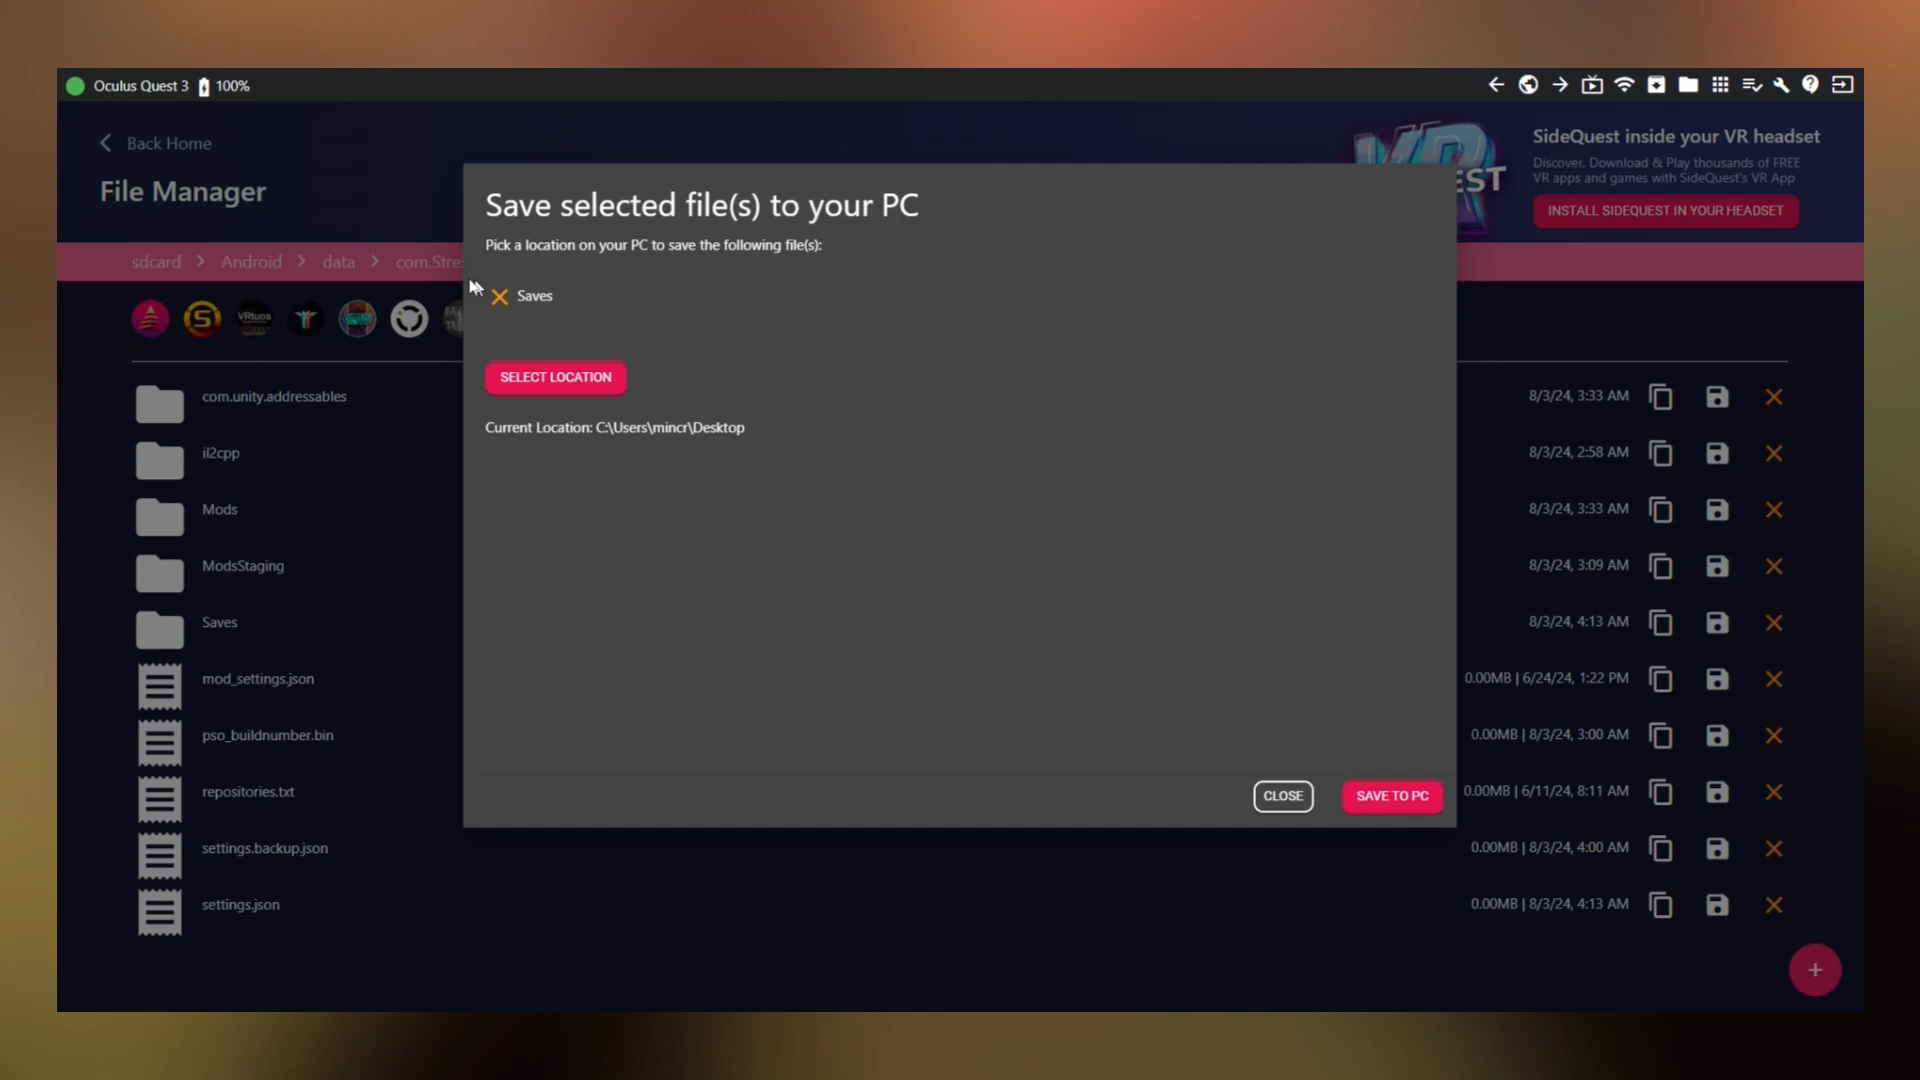 Oculus Quest 3 100%
Back Home
File Manager
SideQuest inside your VR headset
Discover, Download & Play thousands of FREE
VR apps and games with SideQuest's VR App
INSTALL SIDEQUEST IN YOUR HEADSET
VR
EST
sdcard > Android > data > com.Stre
VRtuos
Save selected file(s) to your PC
Pick a location on your PC to save the following file(s):
Saves
SELECT LOCATION
Current Location: C:\Users\mincr\Desktop
CLOSE
SAVE TO PC
com.unity.addressables 8/3/24, 3:33 AM
il2cpp 8/3/24, 2:58 AM
Mods 8/3/24, 3:33 AM
ModsStaging 8/3/24, 3:09 AM
Saves 8/3/24, 4:13 AM
mod_settings.json 0.00MB | 6/24/24, 1:22 PM
pso_buildnumber.bin 0.00MB | 8/3/24, 3:00 AM
repositories.txt 0.00MB | 6/11/24, 8:11 AM
settings.backup.json 0.00MB | 8/3/24, 4:00 AM
settings.json 0.00MB | 8/3/24, 4:13 AM